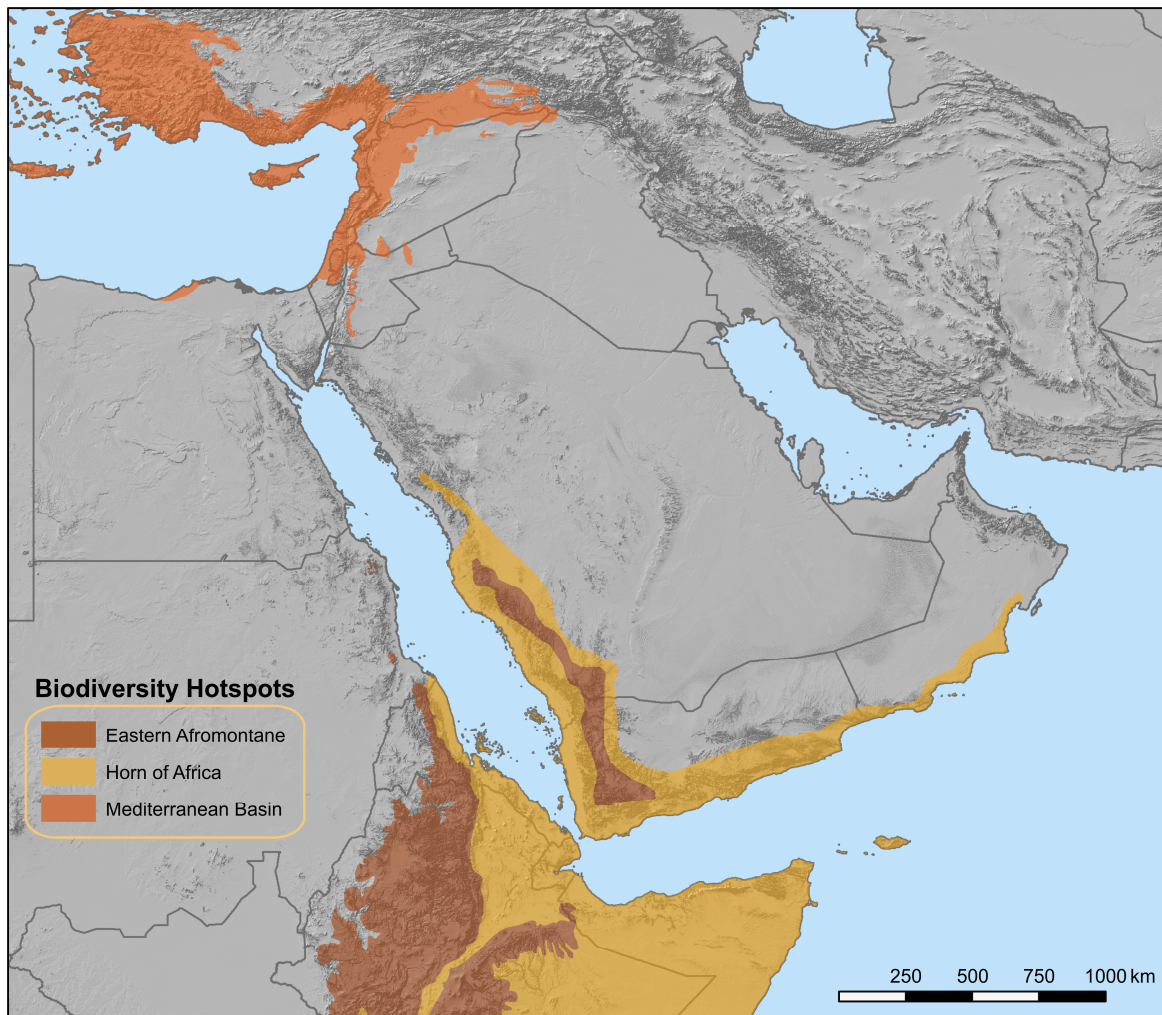 Biodiversity Hotspots
Eastern Afromontane
Horn of Africa
Mediterranean Basin
250 500 750 1000 km